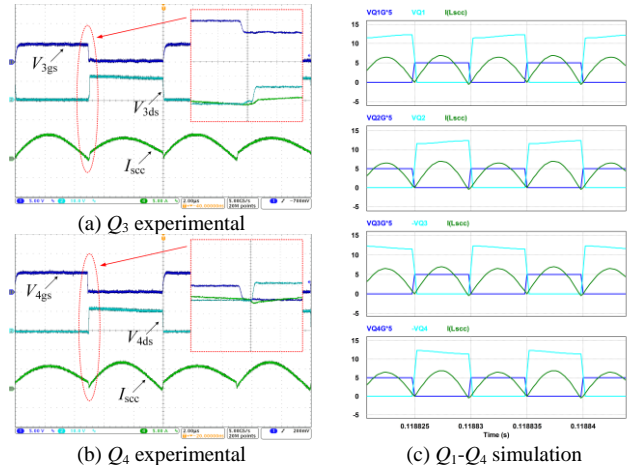 V3gs
V3ds
Iscc
(a) Q3 experimental
V4gs
V4ds
Iscc
(b) Q4 experimental
VQ1G*5 -VQ1 I(Lscc)
15
10
5
0
-5
VQ2G*5 -VQ2 I(Lscc)
15
10
5
0
-5
VQ3G*5 -VQ3 I(Lscc)
15
10
5
0
-5
VQ4G*5 -VQ4 I(Lscc)
15
10
5
0
-5
0.118825 0.11883 0.118835 0.11884
Time (s)
(c) Q1-Q4 simulation